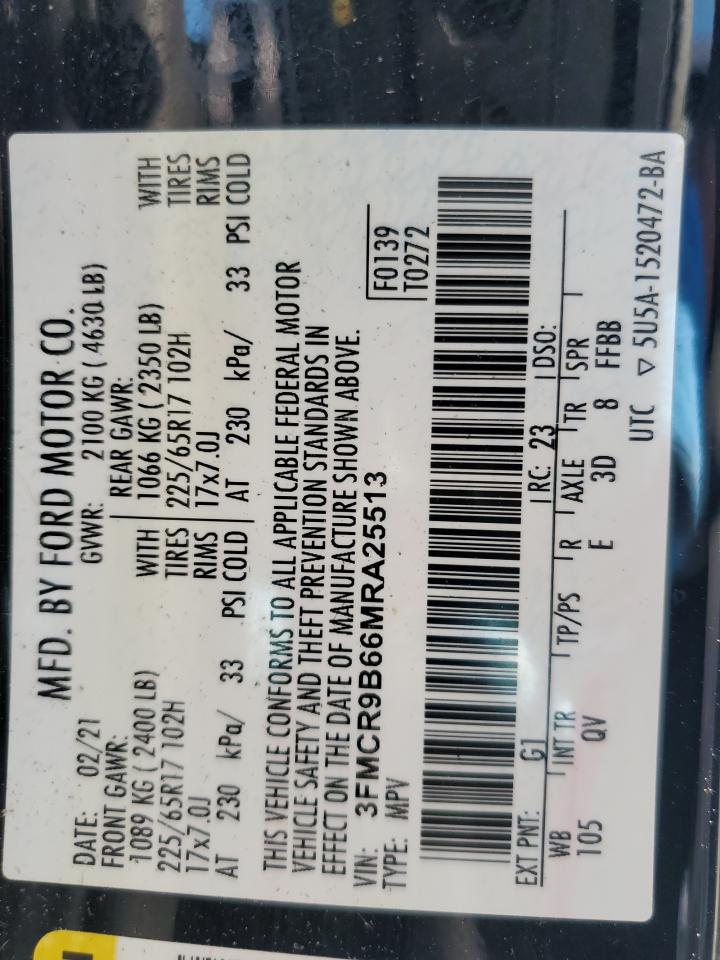 MFD. BY FORD MOTOR CO.
DATE: 02/21 GVWR: 2100 KG ( 4630 LB)
FRONT GAWR: REAR GAWR:
1089 KG ( 2400 LB) WITH 1066 KG ( 2350 LB) WITH
225/65R17 102H TIRES 225/65R17 102H TIRES
17x7.0J RIMS 17x7.0J RIMS
AT 230 kPa/ 33 PSI COLD AT 230 kPa/ 33 PSI COLD
THIS VEHICLE CONFORMS TO ALL APPLICABLE FEDERAL MOTOR
VEHICLE SAFETY AND THEFT PREVENTION STANDARDS IN
EFFECT ON THE DATE OF MANUFACTURE SHOWN ABOVE.
VIN: 3FMCR9B66MRA25513 F0139
TYPE: MPV T0272
EXT PNT: G1 RC: 23 DSO:
WB INT TR TP/PS R AXLE TR SPR
105 QV E 3D 8 FFBB
UTC ▽ 5U5A-1520472-BA